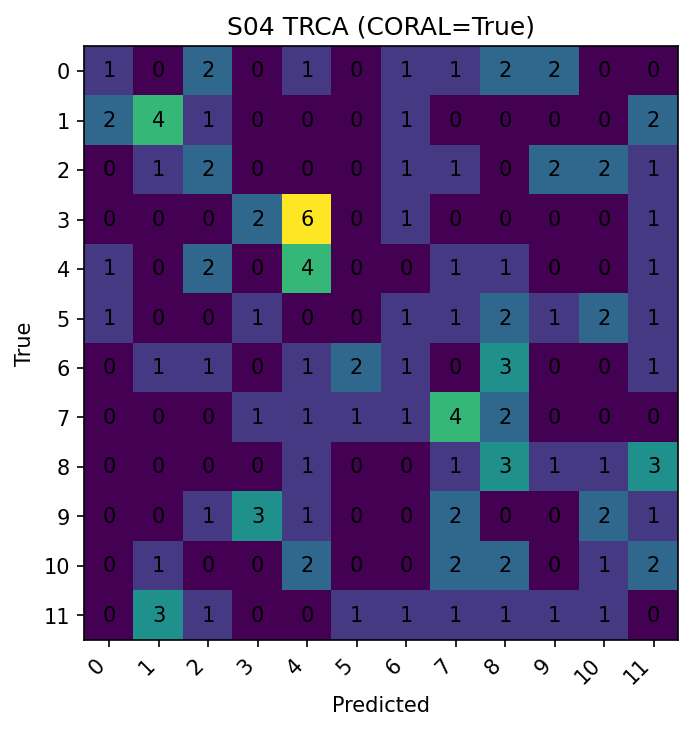 S04 TRCA (CORAL=True)
0 1 0 2 0 1 0 1 1 2 2 0 0
1 2 4 1 0 0 0 1 0 0 0 0 2
2 0 1 2 0 0 0 1 1 0 2 2 1
3 0 0 0 2 6 0 1 0 0 0 0 1
4 1 0 2 0 4 0 0 1 1 0 0 1
5 1 0 0 1 0 0 1 1 2 1 2 1
6 0 1 1 0 1 2 1 0 3 0 0 1
7 0 0 0 1 1 1 1 4 2 0 0 0
8 0 0 0 0 1 0 0 1 3 1 1 3
9 0 0 1 3 1 0 0 2 0 0 2 1
10 0 1 0 0 2 0 0 2 2 0 1 2
11 0 3 1 0 0 1 1 1 1 1 1 0
True
0 1 2 3 4 5 6 7 8 9 10 11
Predicted